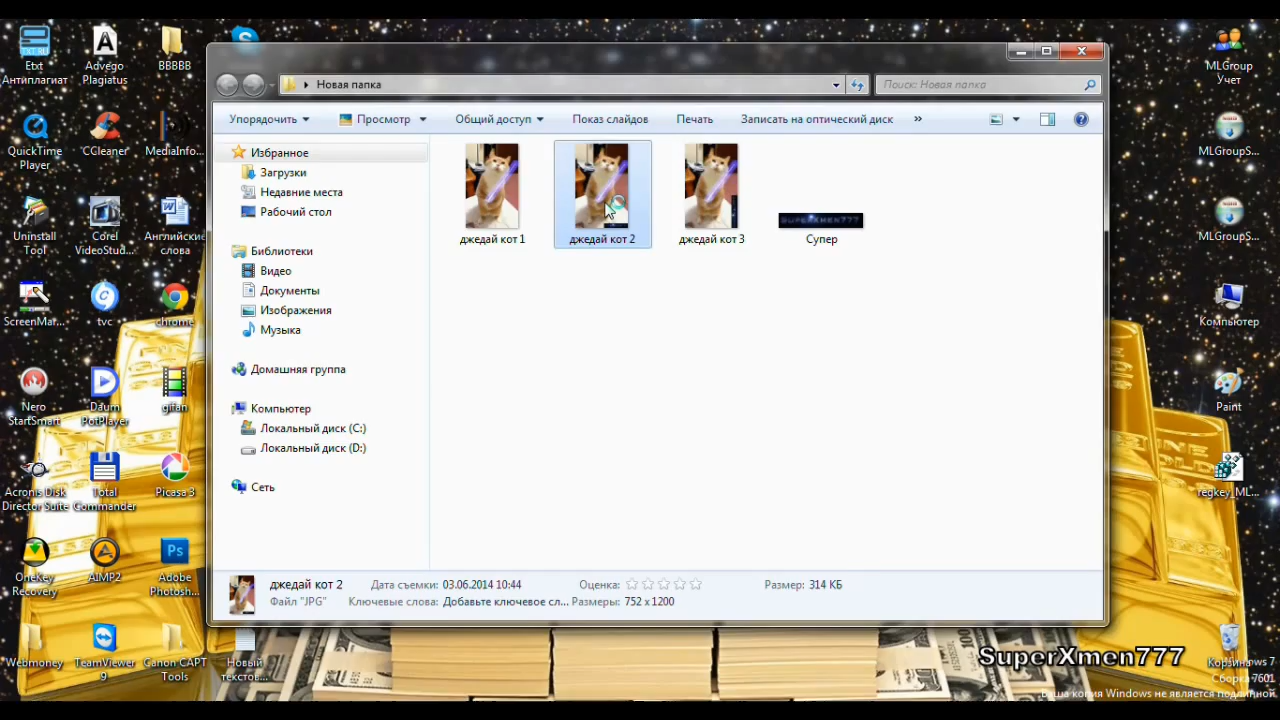 Etxt
Антиплагиат
Advego
Plagiatus
BBBBB
QuickTime
Player
CCleaner
MediaInfo...
Uninstall
Tool
Corel
VideoStud...
Английские
слова
ScreenMar...
tvc
chrome
Nero
StartSmart
Daum
PotPlayer
gifan
Acronis Disk
Director Suite
Total
Commander
Picasa 3
OneKey
Recovery
AIMP2
Adobe
Photosh...
Webmoney
TeamViewer
9
Canon CAPT
Tools
Новый
текстов...
Новая папка
Поиск: Новая папка
Упорядочить
Просмотр
Общий доступ
Показ слайдов
Печать
Записать на оптический диск
»
Избранное
Загрузки
Недавние места
Рабочий стол
Библиотеки
Видео
Документы
Изображения
Музыка
Домашняя группа
Компьютер
Локальный диск (C:)
Локальный диск (D:)
Сеть
джедай кот 1
джедай кот 2
джедай кот 3
SUPERXMEN777
Супер
джедай кот 2
Дата съемки: 03.06.2014 10:44
Оценка:
Размер: 314 КБ
Файл "JPG"
Ключевые слова: Добавьте ключевое сл...
Размеры: 752 x 1200
MLGroup
Учет
MLGroupS...
MLGroupS...
Компьютер
Paint
regkey_ML...
SuperXmen777
Корзина
ws 7
Сборка 7601
Ваша копия Windows не является подлинной